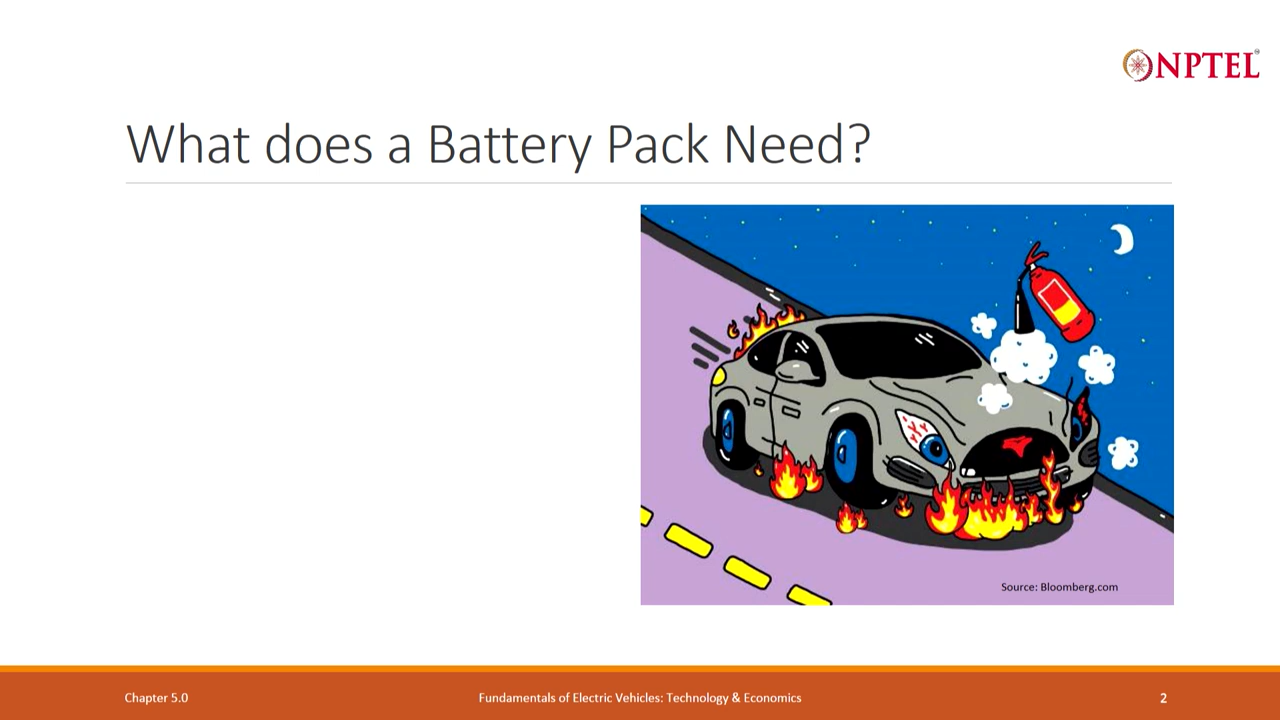 NPTEL
What does a Battery Pack Need?
Source: Bloomberg.com
Chapter 5.0
Fundamentals of Electric Vehicles: Technology & Economics
2